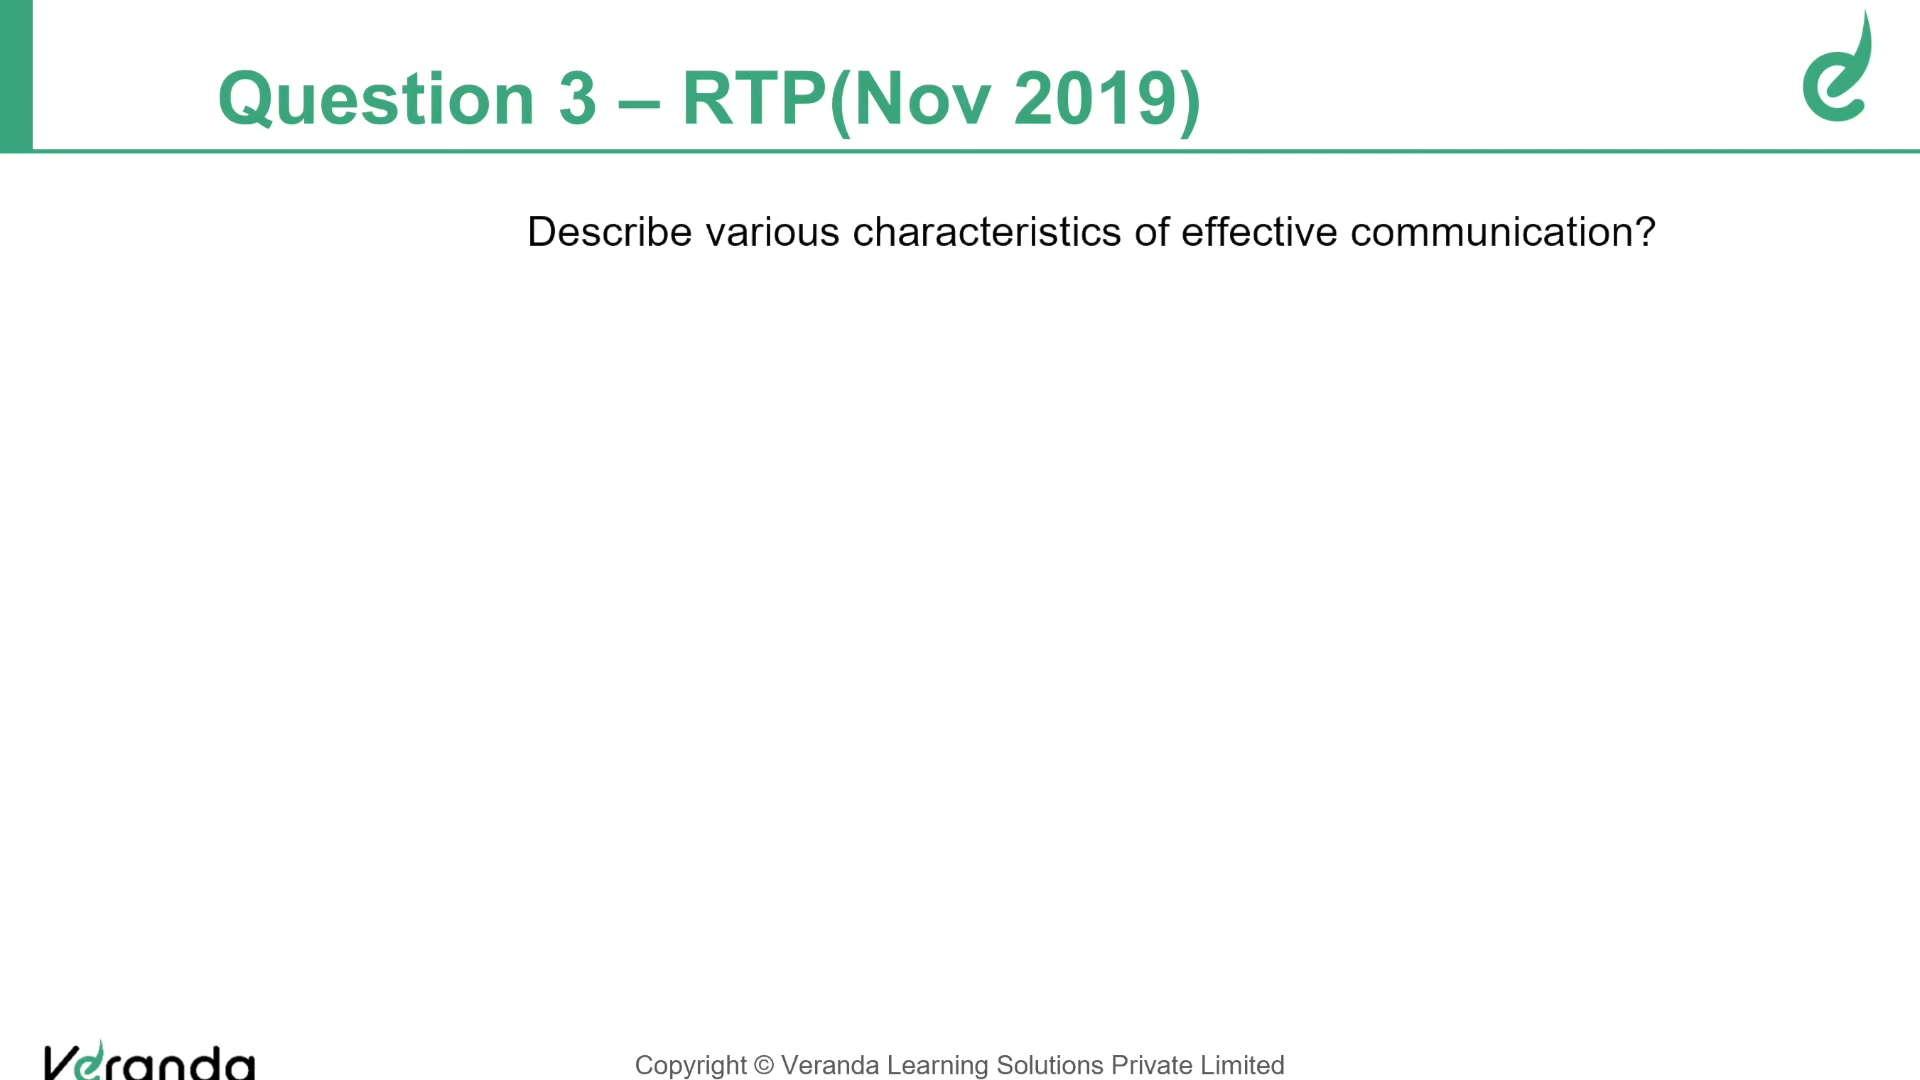 Question 3 – RTP(Nov 2019)
Describe various characteristics of effective communication?
Veranda
Copyright © Veranda Learning Solutions Private Limited